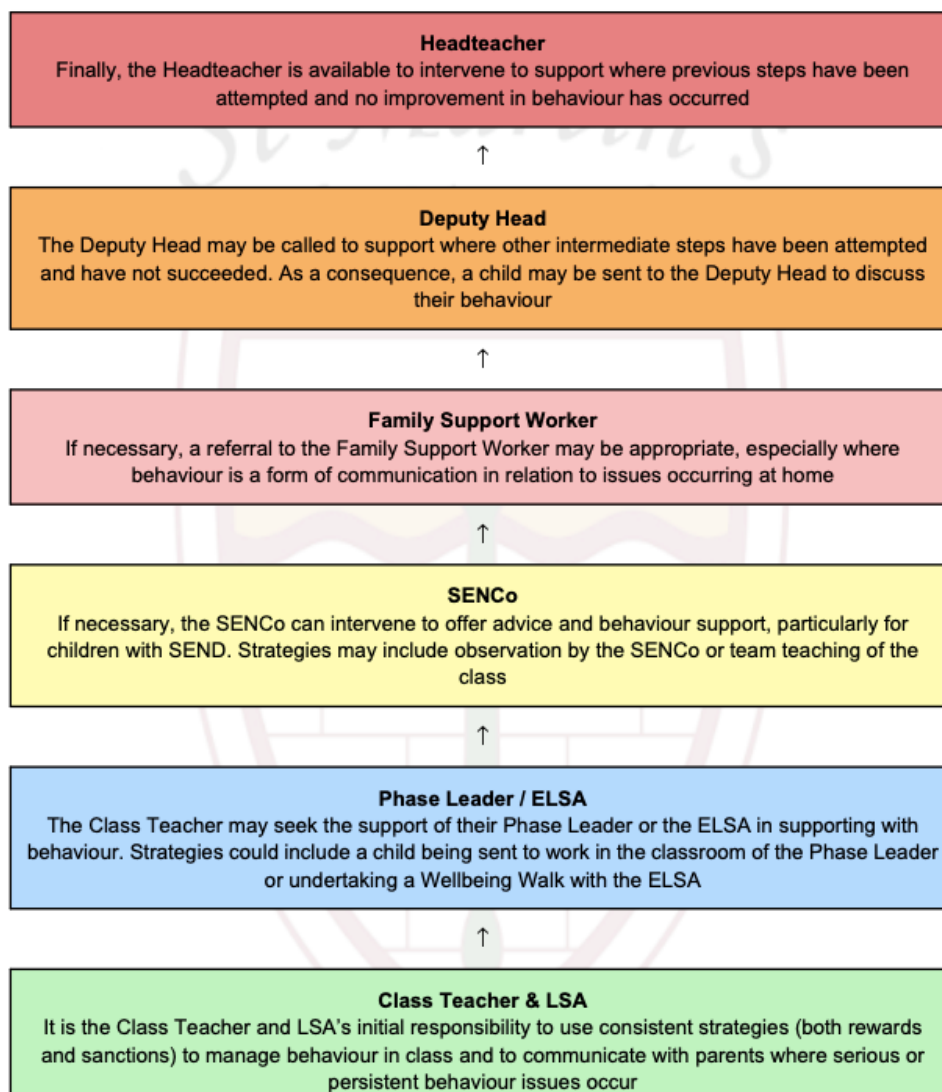 Headteacher
Finally, the Headteacher is available to intervene to support where previous steps have been
attempted and no improvement in behaviour has occurred
St Martin's
↑
Deputy Head
The Deputy Head may be called to support where other intermediate steps have been attempted
and have not succeeded. As a consequence, a child may be sent to the Deputy Head to discuss
their behaviour
↑
Family Support Worker
If necessary, a referral to the Family Support Worker may be appropriate, especially where
behaviour is a form of communication in relation to issues occurring at home
↑
SENCo
If necessary, the SENCo can intervene to offer advice and behaviour support, particularly for
children with SEND. Strategies may include observation by the SENCo or team teaching of the
class
↑
Phase Leader / ELSA
The Class Teacher may seek the support of their Phase Leader or the ELSA in supporting with
behaviour. Strategies could include a child being sent to work in the classroom of the Phase Leader
or undertaking a Wellbeing Walk with the ELSA
↑
Class Teacher & LSA
It is the Class Teacher and LSA's initial responsibility to use consistent strategies (both rewards
and sanctions) to manage behaviour in class and to communicate with parents where serious or
persistent behaviour issues occur